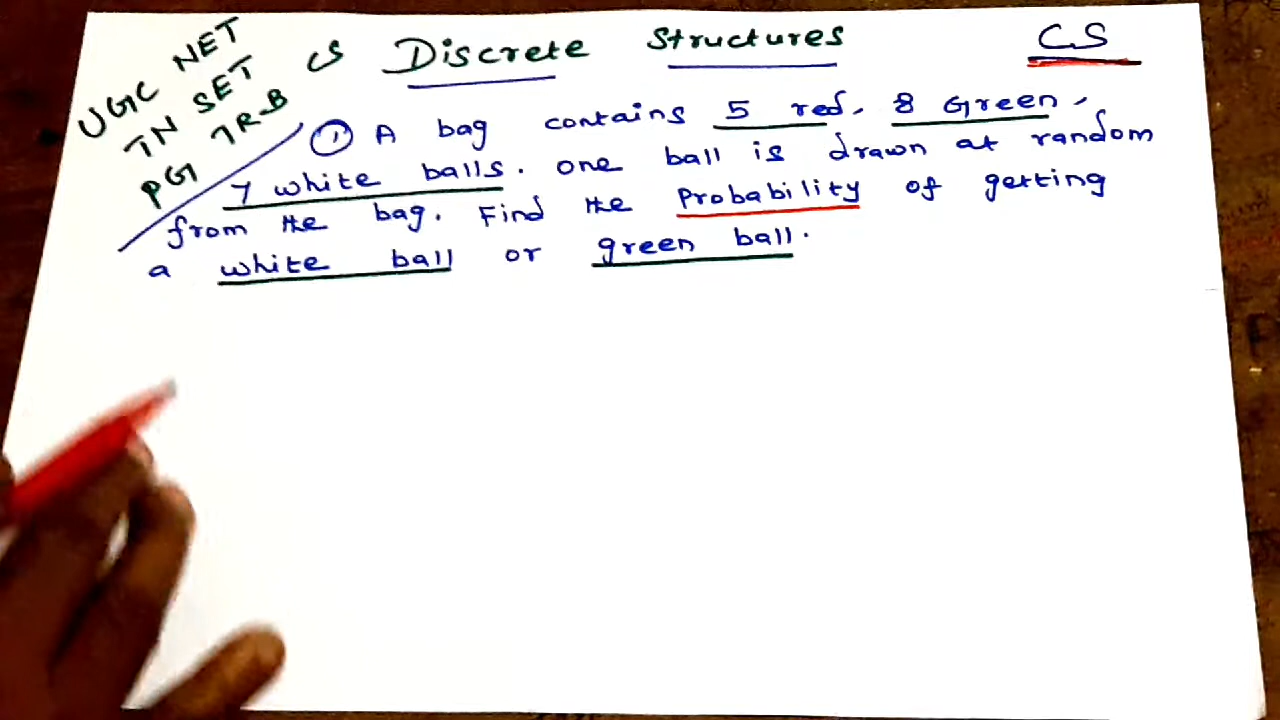 UGC NET
TN SET CS
PG TRB
Discrete Structures
CS
① A bag contains 5 red, 8 Green,
7 white balls. One ball is drawn at random
from the bag. Find the Probability of getting
a white ball or green ball.